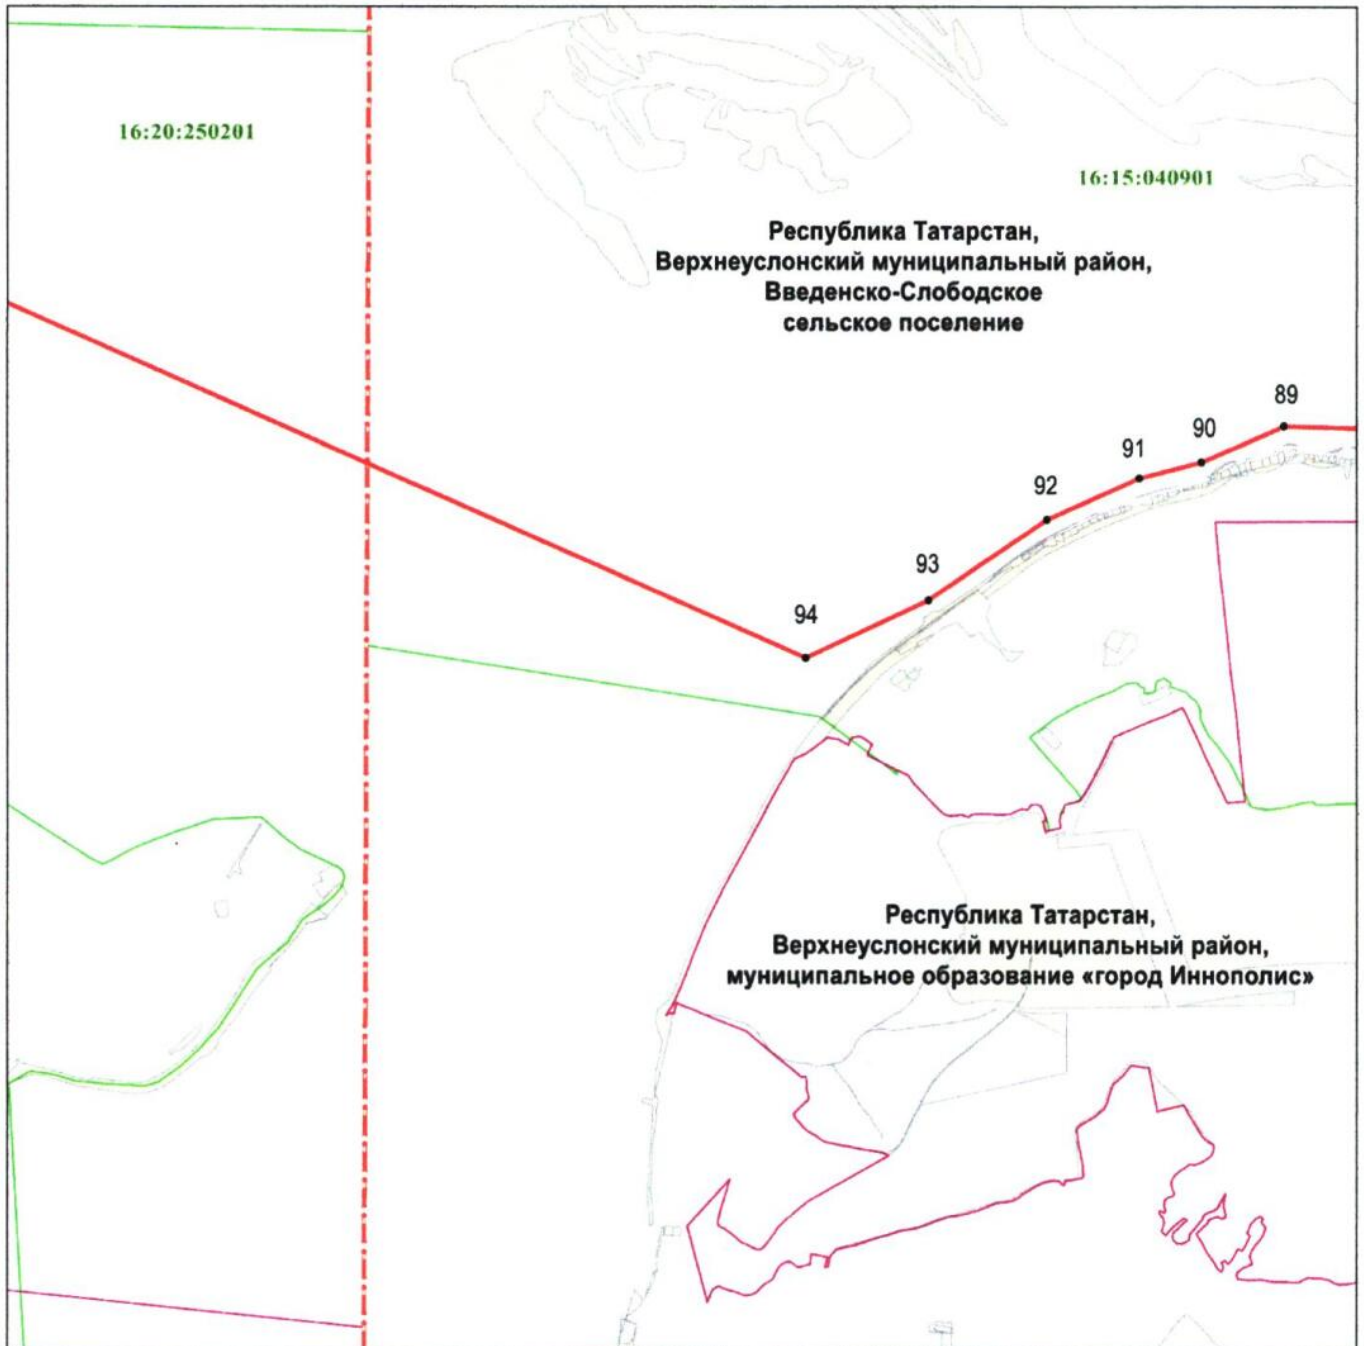 16:20:250201
16:15:040901
Республика Татарстан,
Верхнеуслонский муниципальный район,
Введенско-Слободское
сельское поселение
89
90
91
92
93
94
Республика Татарстан,
Верхнеуслонский муниципальный район,
муниципальное образование «город Иннополис»